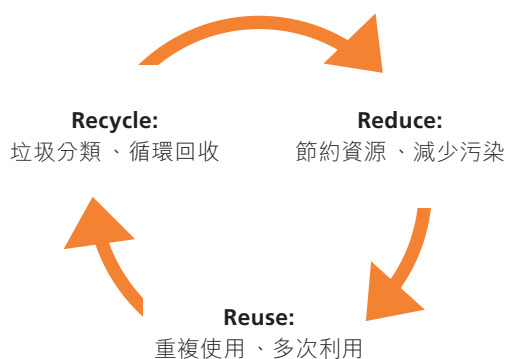 Recycle:
垃圾分類、循環回收
Reduce:
節約資源、減少污染
Reuse:
重複使用、多次利用